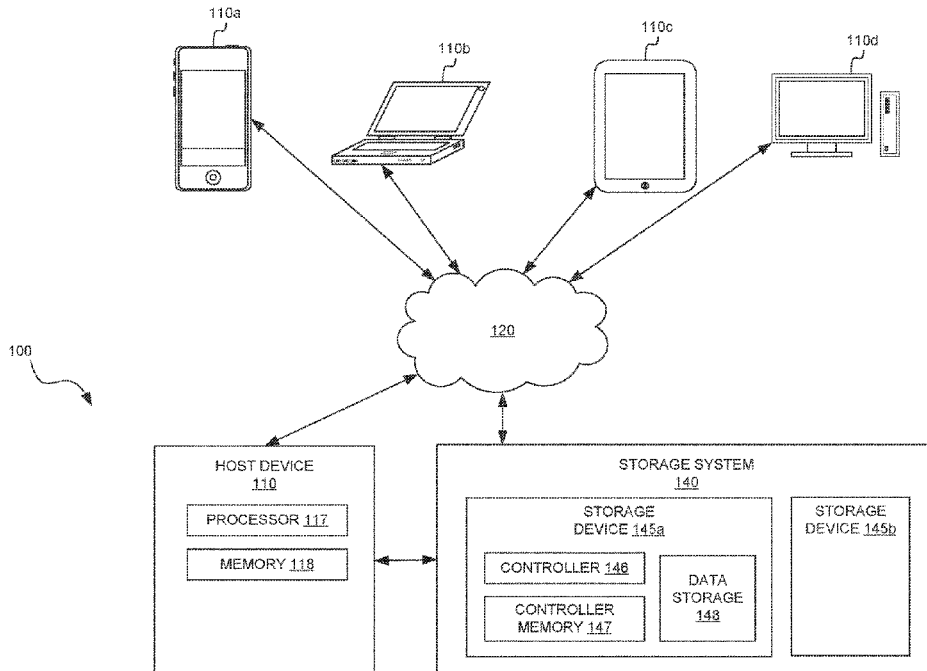 110a
110b
110c
110d
120
100
HOST DEVICE
110
PROCESSOR 117
MEMORY 118
STORAGE SYSTEM
140
STORAGE
DEVICE 145a
CONTROLLER 146
CONTROLLER
MEMORY 147
DATA
STORAGE
148
STORAGE
DEVICE 145b